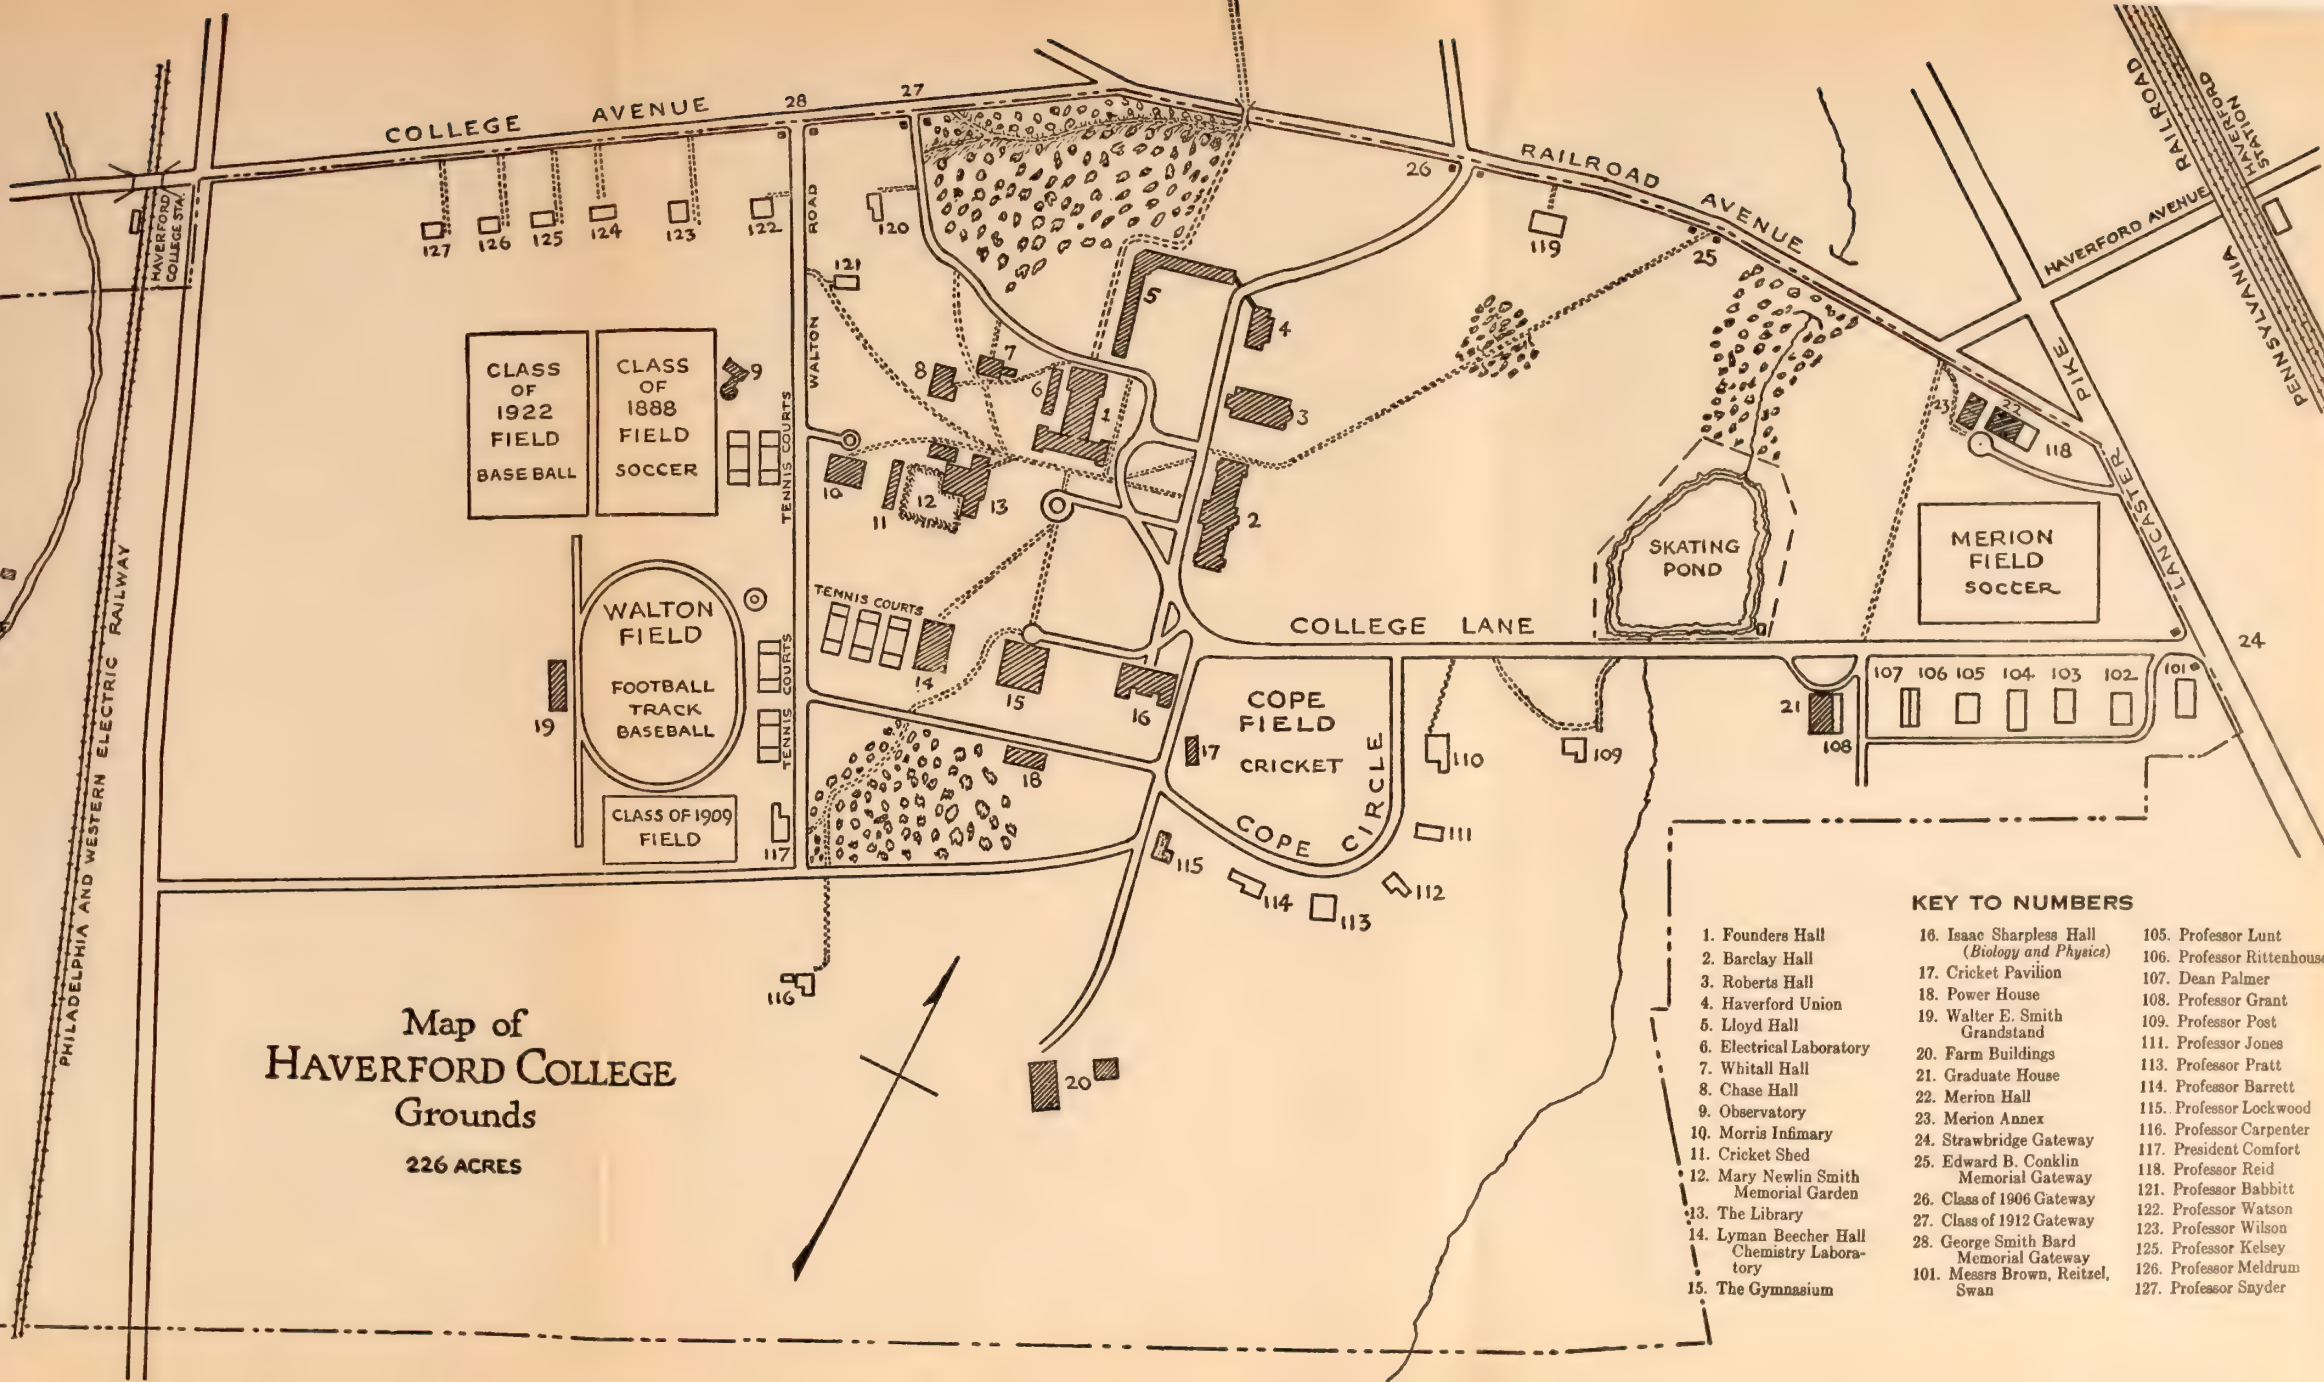 COLLEGE AVENUE
28
27
26
RAILROAD AVENUE
25
PENNSYLVANIA RAILROAD
HAVERFORD STATION
HAVERFORD AVENUE
LANCASTER PIKE
HAVERFORD
COLLEGE STA.
PHILADELPHIA AND WESTERN ELECTRIC RAILWAY
127
126
125
124
123
122
120
121
119
WALTON ROAD
CLASS
OF
1922
FIELD
BASEBALL
CLASS
OF
1888
FIELD
SOCCER
9
TENNIS COURTS
8
7
6
1
5
4
3
2
10
11
12
13
23
22
118
SKATING
POND
MERION
FIELD
SOCCER
WALTON
FIELD
FOOTBALL
TRACK
BASEBALL
19
TENNIS COURTS
TENNIS COURTS
14
15
16
17
18
COLLEGE LANE
24
COPE
FIELD
CRICKET
COPE CIRCLE
110
109
21
108
107
106
105
104
103
102
101
CLASS OF 1909
FIELD
117
115
114
113
112
111
116
20
Map of
HAVERFORD COLLEGE
Grounds
226 ACRES
KEY TO NUMBERS
1. Founders Hall
2. Barclay Hall
3. Roberts Hall
4. Haverford Union
5. Lloyd Hall
6. Electrical Laboratory
7. Whitall Hall
8. Chase Hall
9. Observatory
10. Morris Infimary
11. Cricket Shed
12. Mary Newlin Smith
Memorial Garden
13. The Library
14. Lyman Beecher Hall
Chemistry Labora-
tory
15. The Gymnasium
16. Isaac Sharpless Hall
(Biology and Physics)
17. Cricket Pavilion
18. Power House
19. Walter E. Smith
Grandstand
20. Farm Buildings
21. Graduate House
22. Merion Hall
23. Merion Annex
24. Strawbridge Gateway
25. Edward B. Conklin
Memorial Gateway
26. Class of 1906 Gateway
27. Class of 1912 Gateway
28. George Smith Bard
Memorial Gateway
101. Messrs Brown, Reitzel,
Swan
105. Professor Lunt
106. Professor Rittenhouse
107. Dean Palmer
108. Professor Grant
109. Professor Post
111. Professor Jones
113. Professor Pratt
114. Professor Barrett
115. Professor Lockwood
116. Professor Carpenter
117. President Comfort
118. Professor Reid
121. Professor Babbitt
122. Professor Watson
123. Professor Wilson
125. Professor Kelsey
126. Professor Meldrum
127. Professor Snyder